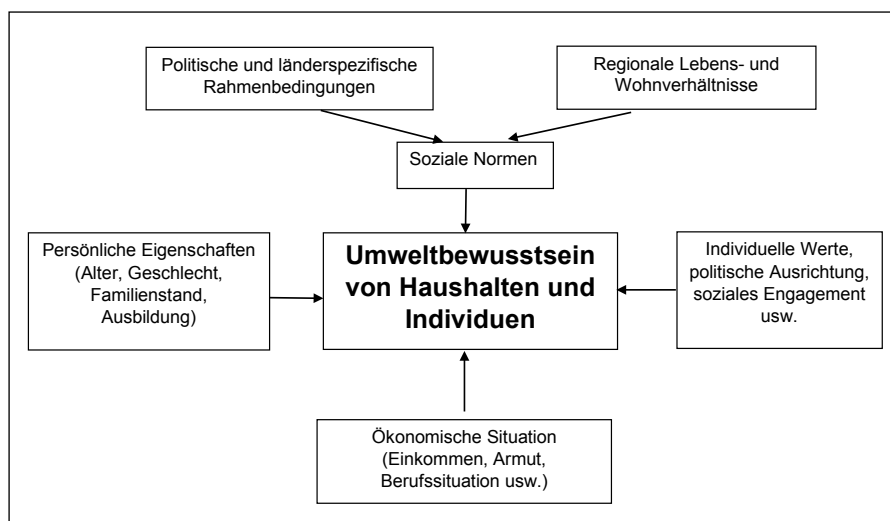 Politische und länderspezifische
Rahmenbedingungen
Regionale Lebens- und
Wohnverhältnisse
Soziale Normen
Persönliche Eigenschaften
(Alter, Geschlecht,
Familienstand,
Ausbildung)
Umweltbewusstsein
von Haushalten und
Individuen
Individuelle Werte,
politische Ausrichtung,
soziales Engagement
usw.
Ökonomische Situation
(Einkommen, Armut,
Berufssituation usw.)